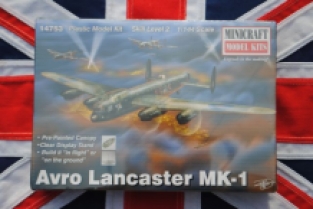 14753 Plastic Model Kit Skill Level 2 1:144 Scale
MINICRAFT
MODEL KITS
• Pre Painted Canopy
• Clear Display Stand
• Build it "in flight" or
"on the ground"
Avro Lancaster MK-1